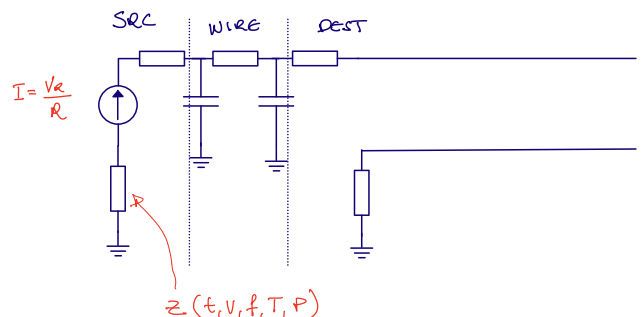 SRC WIRE DEST
I = VR/R
Z (t, V, f, T, P)